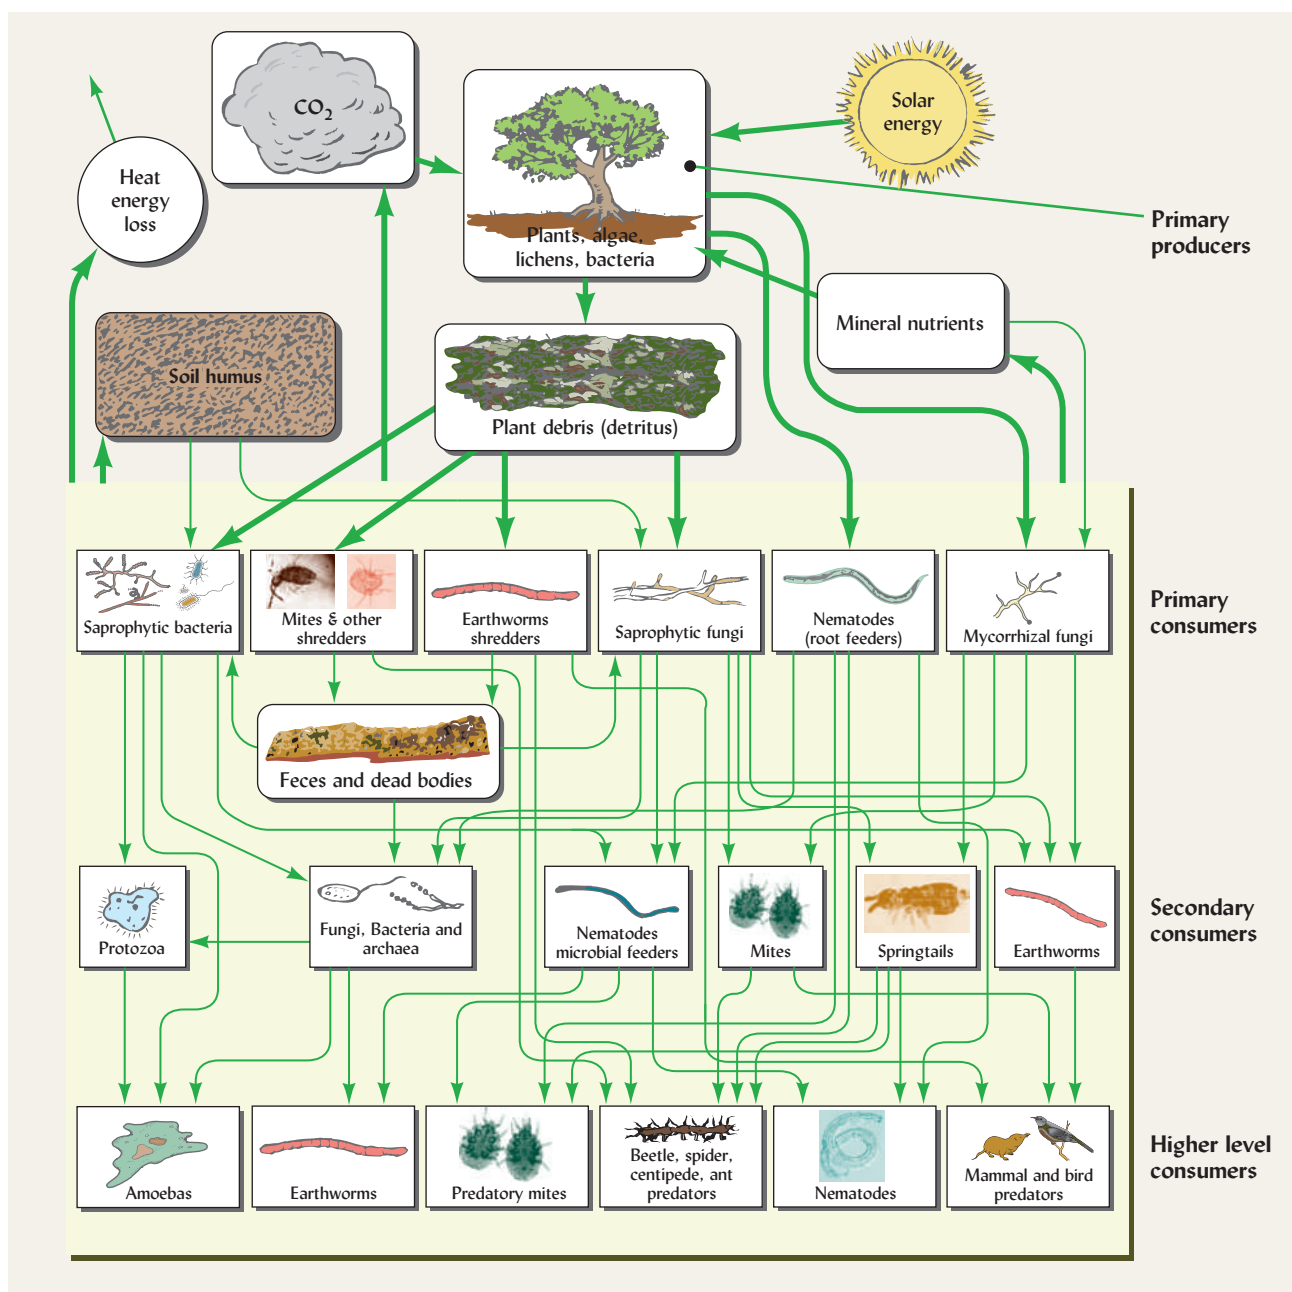 CO₂
Solar
energy
Heat
energy
loss
Primary
producers
Plants, algae,
lichens, bacteria
Mineral nutrients
Soil humus
Plant debris (detritus)
Saprophytic bacteria
Mites & other
shredders
Earthworms
shredders
Saprophytic fungi
Nematodes
(root feeders)
Mycorrhizal fungi
Primary
consumers
Feces and dead bodies
Protozoa
Fungi, Bacteria and
archaea
Nematodes
microbial feeders
Mites
Springtails
Earthworms
Secondary
consumers
Amoebas
Earthworms
Predatory mites
Beetle, spider,
centipede, ant
predators
Nematodes
Mammal and bird
predators
Higher level
consumers